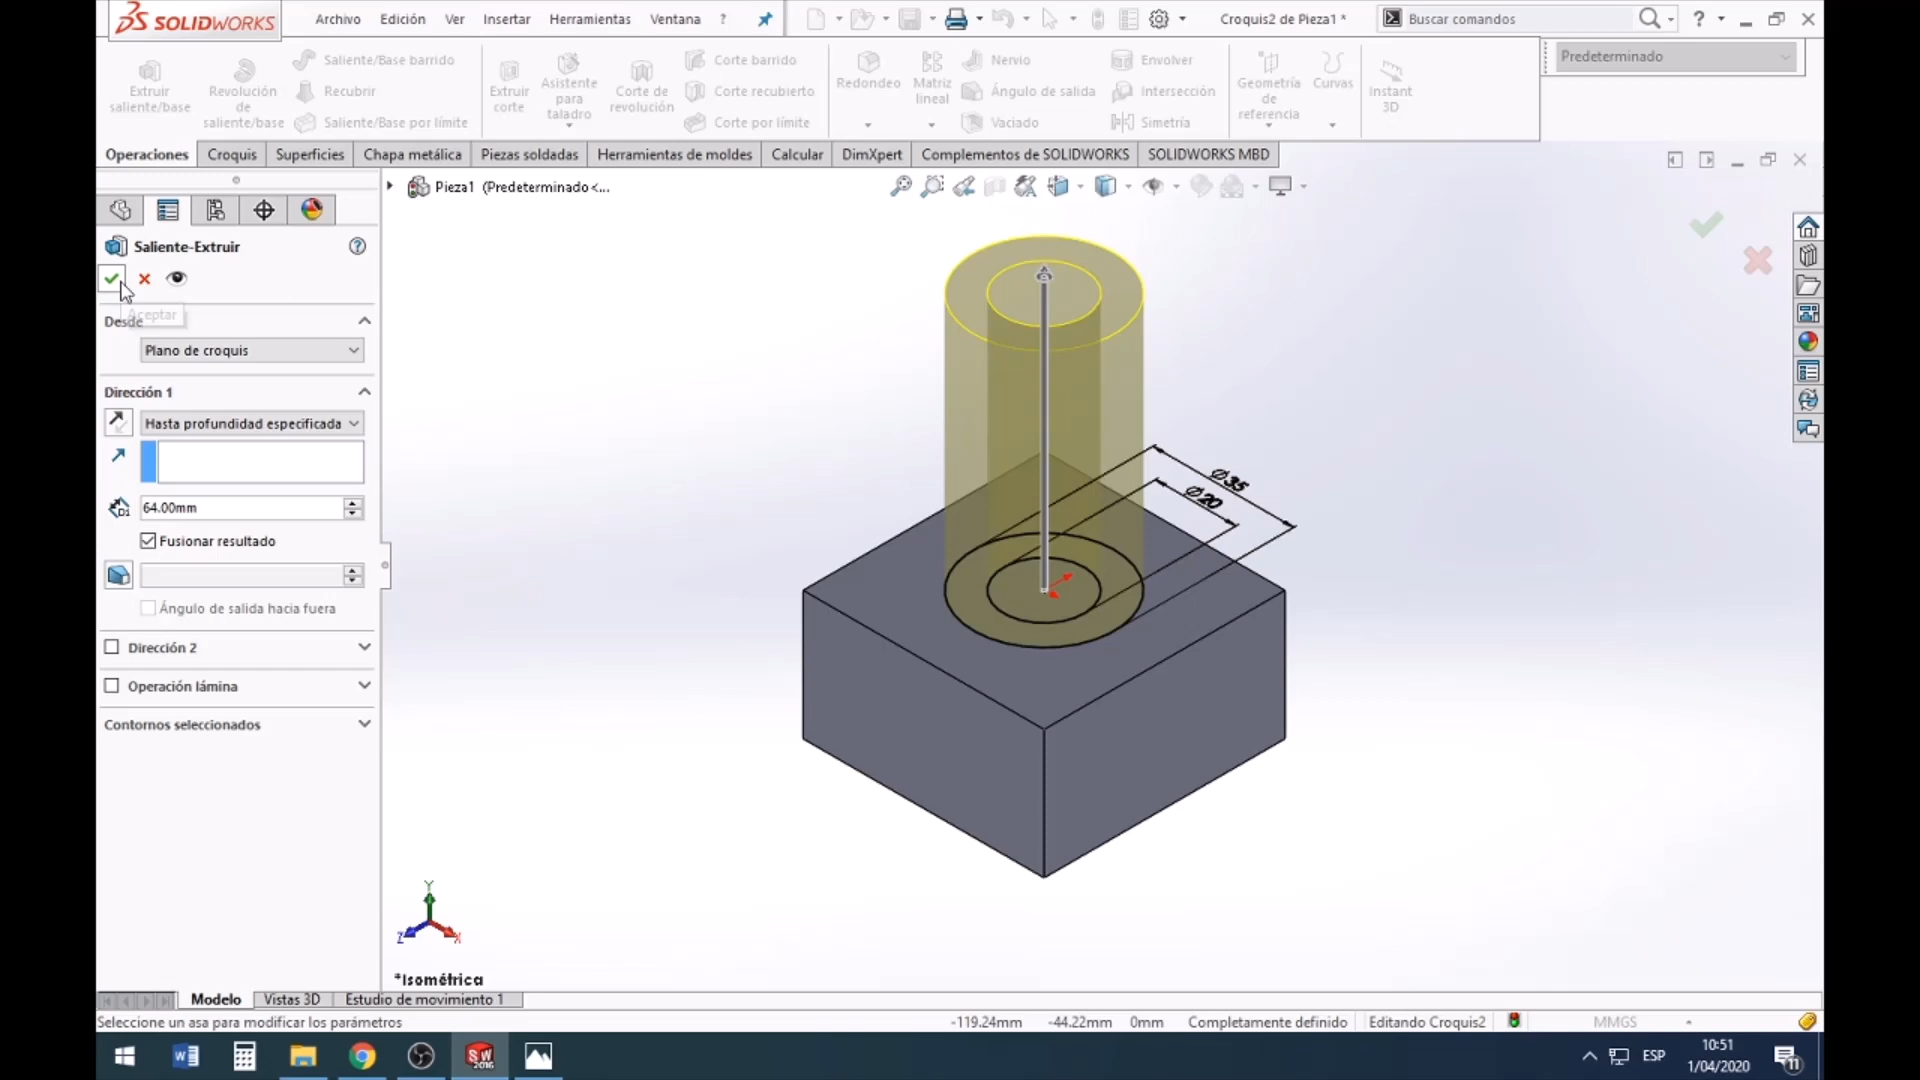 SOLIDWORKS
Archivo Edición Ver Insertar Herramientas Ventana ?
Croquis2 de Pieza1 *
Buscar comandos
?
Extruir saliente/base
Revolución de saliente/base
Saliente/Base barrido
Recubrir
Saliente/Base por límite
Extruir corte
Asistente para taladro
Corte de revolución
Corte barrido
Corte recubierto
Corte por límite
Redondeo
Matriz lineal
Nervio
Ángulo de salida
Vaciado
Envolver
Intersección
Simetría
Geometría de referencia
Curvas
Instant 3D
Predeterminado
Operaciones Croquis Superficies Chapa metálica Piezas soldadas Herramientas de moldes Calcular DimXpert Complementos de SOLIDWORKS SOLIDWORKS MBD
Pieza1 (Predeterminado<...
Saliente-Extruir
Aceptar
Desde
Plano de croquis
Dirección 1
Hasta profundidad especificada
D1
64.00mm
Fusionar resultado
Ángulo de salida hacia fuera
Dirección 2
Operación lámina
Contornos seleccionados
Ø35
Ø20
Y
Z
X
*Isométrica
Modelo Vistas 3D Estudio de movimiento 1
Seleccione un asa para modificar los parámetros
-119.24mm -44.22mm 0mm Completamente definido Editando Croquis2 MMGS
SW 2016
ESP
10:51
1/04/2020
11